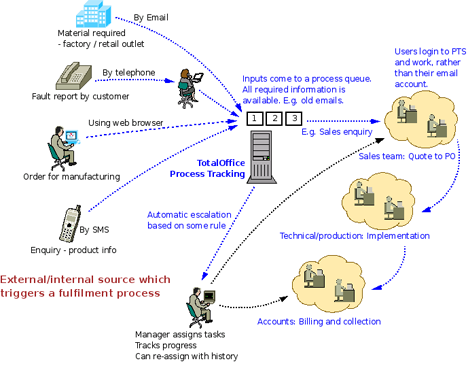 By Email
Material required
- factory / retail outlet
By telephone
Fault report by customer
Using web browser
Order for manufacturing
By SMS
Enquiry - product info
External/internal source which
triggers a fulfilment process
Inputs come to a process queue.
All required information is
available. E.g. old emails.
1 2 3
E.g. Sales enquiry
TotalOffice
Process Tracking
Users login to PTS
and work, rather
than their email
account.
Sales team: Quote to PO
Technical/production: Implementation
Accounts: Billing and collection
Automatic escalation
based on some rule
Manager assigns tasks
Tracks progress
Can re-assign with history